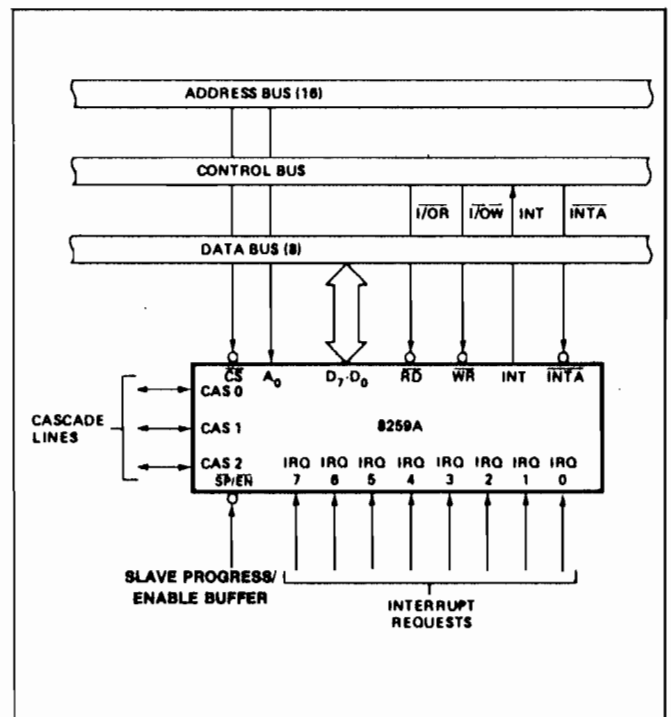 ADDRESS BUS (16)
CONTROL BUS
I/OR I/OW INT INTA
DATA BUS (8)
CS A0 D7-D0 RD WR INT INTA
CAS 0
CASCADE LINES
CAS 1
8259A
CAS 2
IRQ IRQ IRQ IRQ IRQ IRQ IRQ IRQ
7 6 5 4 3 2 1 0
SP/EN
SLAVE PROGRESS/
ENABLE BUFFER
INTERRUPT
REQUESTS